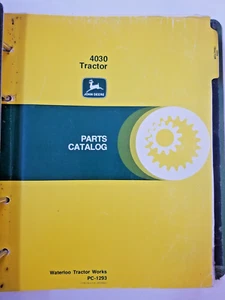 4030
Tractor
JOHN DEERE
PARTS
CATALOG
Waterloo Tractor Works
PC-1293